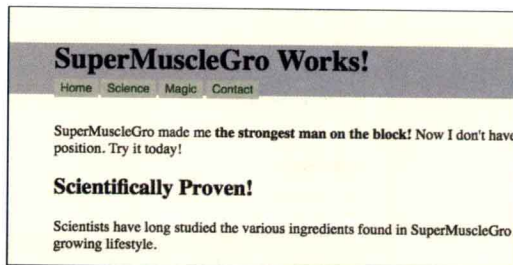 SuperMuscleGro Works!
Home Science Magic Contact
SuperMuscleGro made me the strongest man on the block! Now I don't have
position. Try it today!
Scientifically Proven!
Scientists have long studied the various ingredients found in SuperMuscleGro
growing lifestyle.